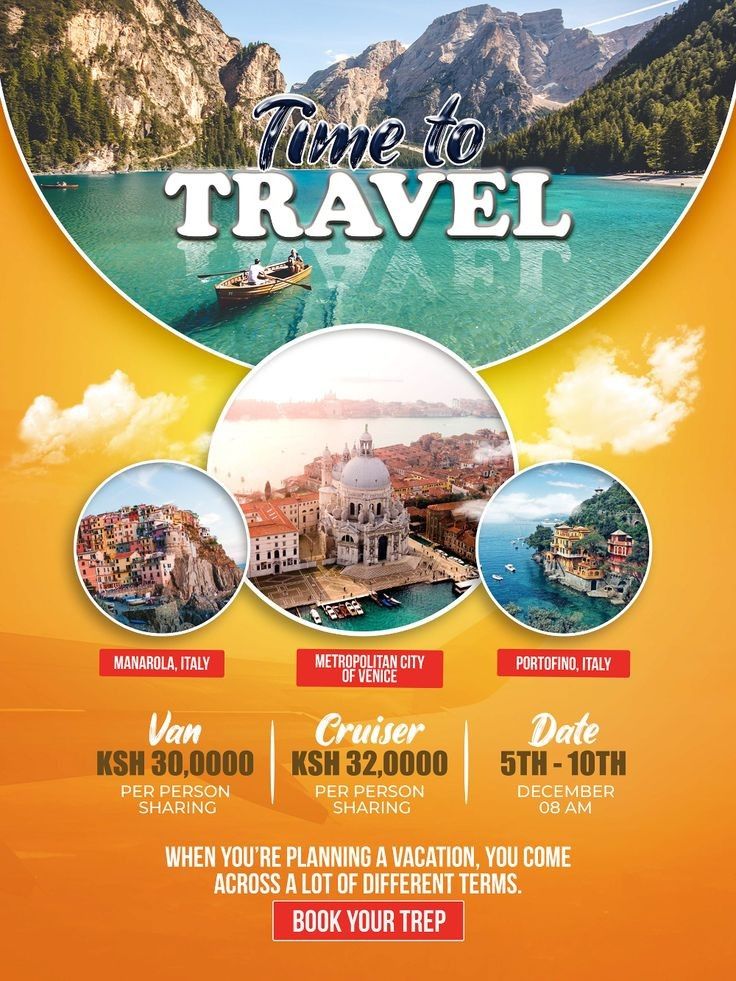 Time to
TRAVEL
MANAROLA, ITALY
METROPOLITAN CITY
OF VENICE
PORTOFINO, ITALY
Van
KSH 30,0000
PER PERSON
SHARING
Cruiser
KSH 32,0000
PER PERSON
SHARING
Date
5TH - 10TH
DECEMBER
08 AM
WHEN YOU'RE PLANNING A VACATION, YOU COME
ACROSS A LOT OF DIFFERENT TERMS.
BOOK YOUR TREP